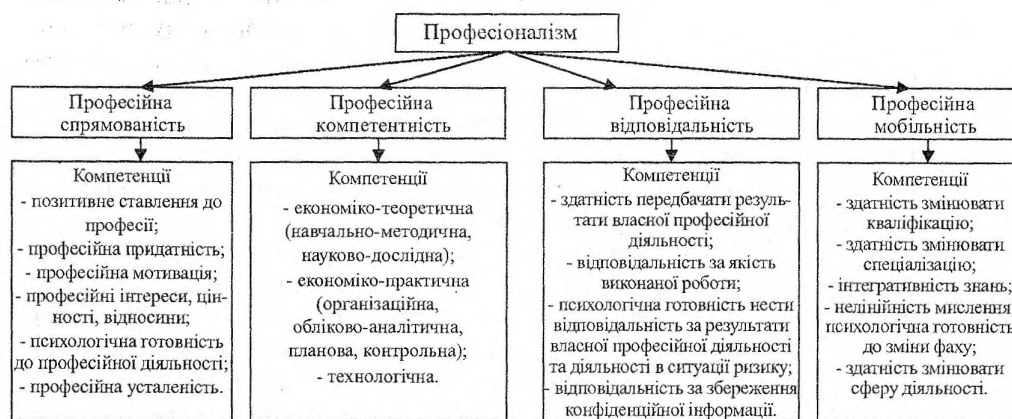 Професіоналізм
Професійна
спрямованість
Компетенції
- позитивне ставлення до
професії;
- професійна придатність;
- професійна мотивація;
- професійні інтереси, цін-
ності, відносини;
- психологічна готовність
до професійної діяльності;
- професійна усталеність.
Професійна
компетентність
Компетенції
- економіко-теоретична
(навчально-методична,
науково-дослідна);
- економіко-практична
(організаційна,
обліково-аналітична,
планова, контрольна);
- технологічна.
Професійна
відповідальність
Компетенції
- здатність передбачати резуль-
тати власної професійної
діяльності;
- відповідальність за якість
виконаної роботи;
- психологічна готовність нести
відповідальність за результати
власної професійної діяльності
та діяльності в ситуації ризику;
- відповідальність за збереження
конфіденційної інформації.
Професійна
мобільність
Компетенції
- здатність змінювати
кваліфікацію;
- здатність змінювати
спеціалізацію;
- інтегративність знань;
- нелінійність мислення
психологічна готовність
до зміни фаху;
- здатність змінювати
сферу діяльності.